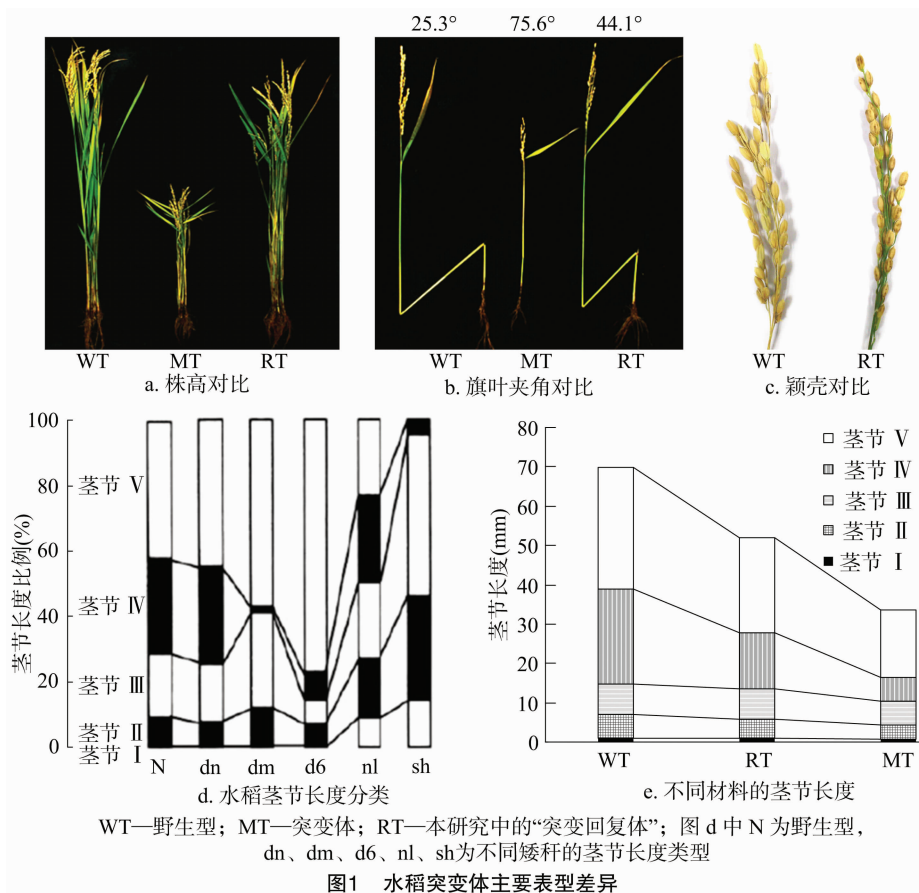 25.3° 75.6° 44.1°
WT MT RT
a. 株高对比
WT MT RT
b. 旗叶夹角对比
WT RT
c. 颖壳对比
茎节长度比例(%)
100
80
60
40
20
0
茎节 Ⅴ
茎节 Ⅳ
茎节 Ⅲ
茎节 Ⅱ
茎节 Ⅰ
N dn dm d6 nl sh
d. 水稻茎节长度分类
茎节长度(mm)
80
70
60
50
40
30
20
10
0
茎节 Ⅴ
茎节 Ⅳ
茎节 Ⅲ
茎节 Ⅱ
茎节 Ⅰ
WT RT MT
e. 不同材料的茎节长度
WT—野生型；MT—突变体；RT—本研究中的“突变回复体”；图 d 中 N 为野生型，
dn、dm、d6、nl、sh为不同矮秆的茎节长度类型
图1 水稻突变体主要表型差异